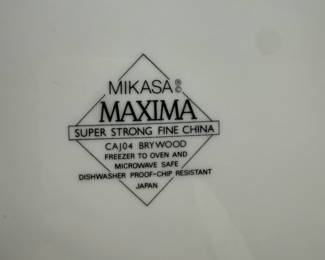 MIKASA®©
MAXIMA
SUPER STRONG FINE CHINA
CAJ04 BRYWOOD
FREEZER TO OVEN AND
MICROWAVE SAFE
DISHWASHER PROOF-CHIP RESISTANT
JAPAN